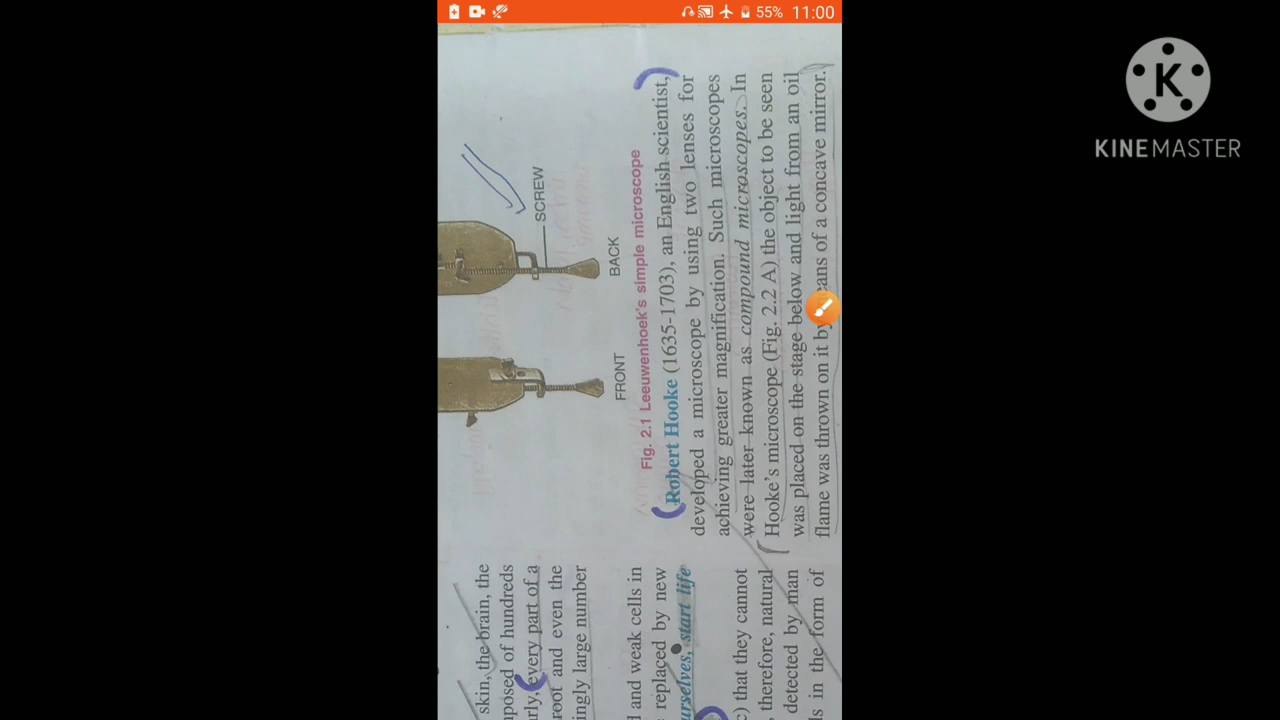 55% 11:00
K
KINEMASTER
SCREW
BACK
FRONT
Fig. 2.1 Leeuwenhoek's simple microscope
(Robert Hooke (1635-1703), an English scientist,)
developed a microscope by using two lenses for
achieving greater magnification. Such microscopes
were later known as compound microscopes. In
Hooke's microscope (Fig. 2.2 A) the object to be seen
was placed on the stage below and light from an oil
flame was thrown on it by eans of a concave mirror.
skin, the brain, the
posed of hundreds
rly, every part of a
root and even the
ingly large number
d and weak cells in
replaced by new
urselves, start life
c) that they cannot
therefore, natural
detected by man
ls in the form of